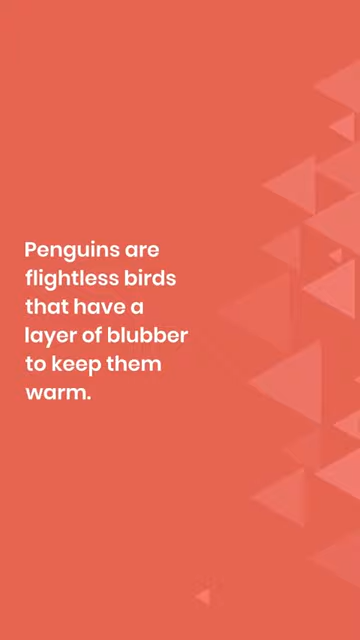 Penguins are
flightless birds
that have a
layer of blubber
to keep them
warm.